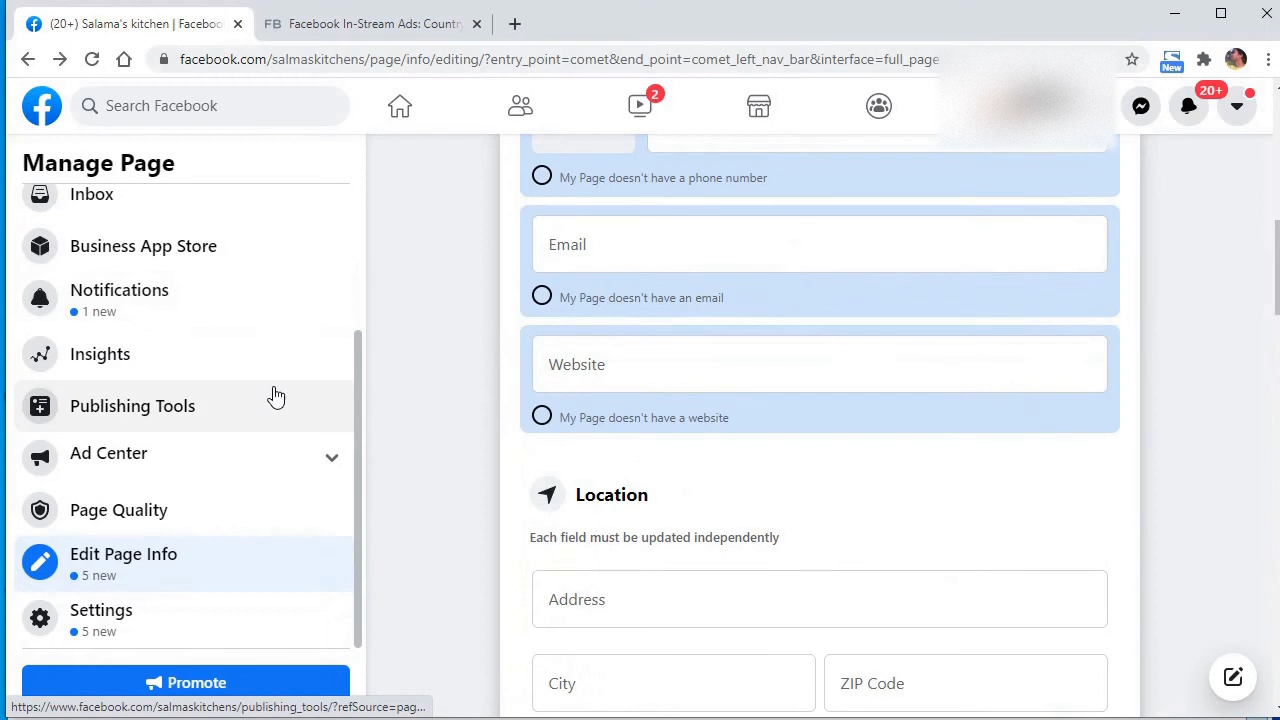 (20+) Salama's kitchen | Faceboo
FB Facebook In-Stream Ads: Country
facebook.com/salmaskitchens/page/info/editing/?entry_point=comet&end_point=comet_left_nav_bar&interface=full_page
New
Search Facebook
2
20+
Manage Page
Inbox
Business App Store
Notifications
1 new
Insights
Publishing Tools
Ad Center
Page Quality
Edit Page Info
5 new
Settings
5 new
Promote
https://www.facebook.com/salmaskitchens/publishing_tools/?refSource=pag...
My Page doesn't have a phone number
Email
My Page doesn't have an email
Website
My Page doesn't have a website
Location
Each field must be updated independently
Address
City
ZIP Code